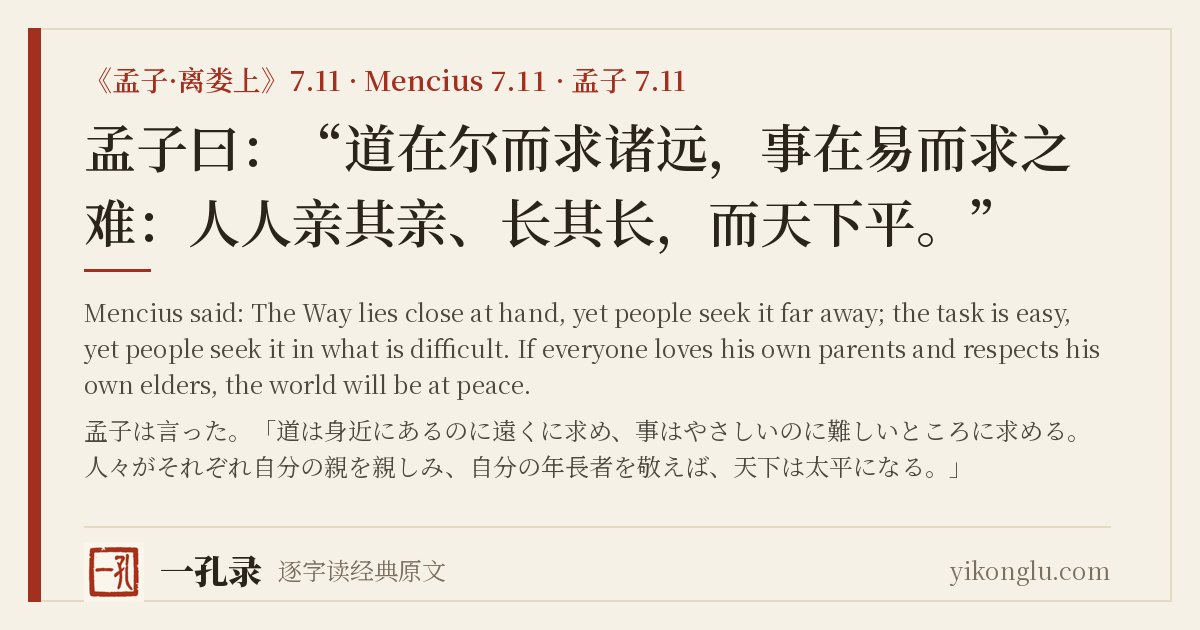 《孟子·离娄上》7.11 · Mencius 7.11 · 孟子 7.11
孟子曰：“道在尔而求诸远，事在易而求之
难：人人亲其亲、长其长，而天下平。”
Mencius said: The Way lies close at hand, yet people seek it far away; the task is easy,
yet people seek it in what is difficult. If everyone loves his own parents and respects his
own elders, the world will be at peace.
孟子は言った。「道は身近にあるのに遠くに求め、事はやさしいのに難しいところに求める。
人々がそれぞれ自分の親を親しみ、自分の年長者を敬えば、天下は太平になる。」
一孔
一孔录 逐字读经典原文
yikonglu.com